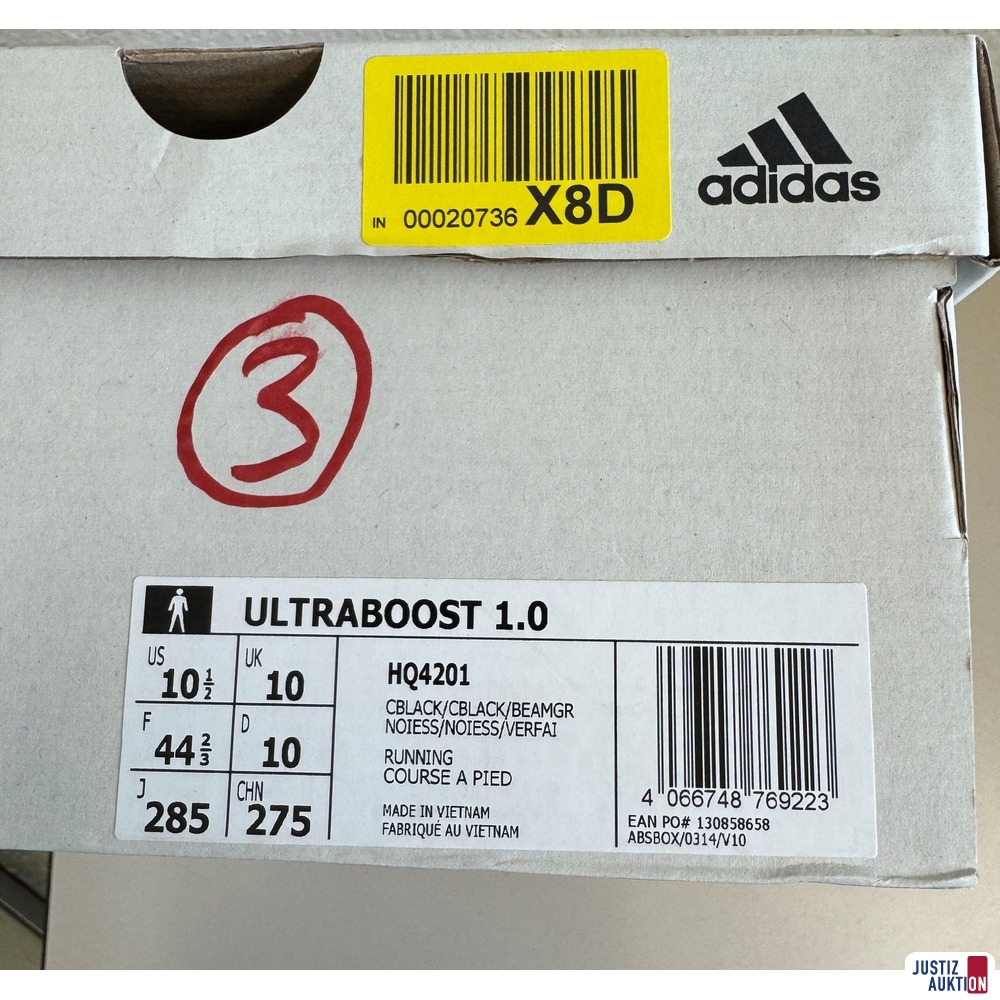 IN 00020736 X8D
adidas
3
ULTRABOOST 1.0
US 10 1/2
UK 10
F 44 2/3
D 10
J 285
CHN 275
HQ4201
CBLACK/CBLACK/BEAMGR
NOIESS/NOIESS/VERFAI
RUNNING
COURSE A PIED
MADE IN VIETNAM
FABRIQUÉ AU VIETNAM
4 066748 769223
EAN PO# 130858658
ABSBOX/0314/V10
JUSTIZ
AUKTION